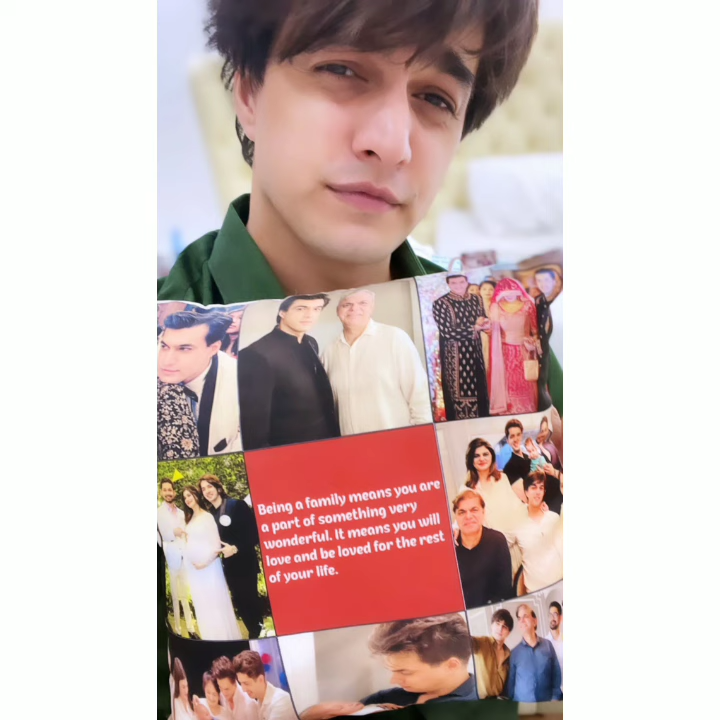 Being a family means you are
a part of something very
wonderful. It means you will
love and be loved for the rest
of your life.